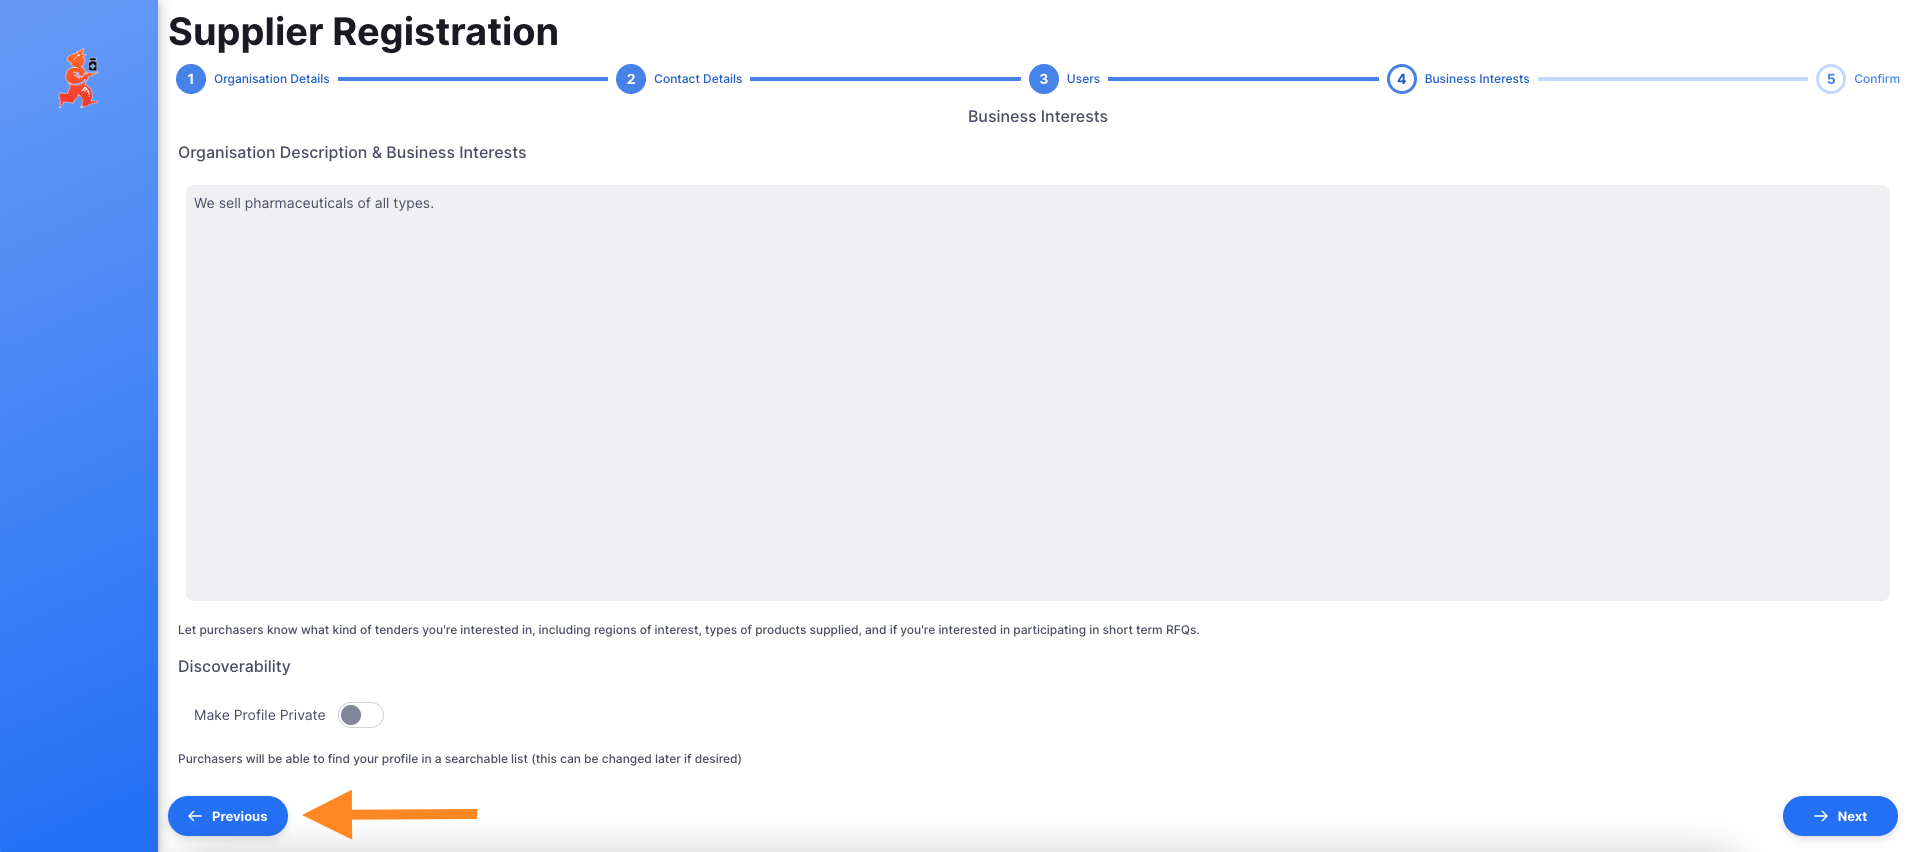 Supplier Registration
1 Organisation Details 2 Contact Details 3 Users 4 Business Interests 5 Confirm
Business Interests
Organisation Description & Business Interests
We sell pharmaceuticals of all types.
Let purchasers know what kind of tenders you're interested in, including regions of interest, types of products supplied, and if you're interested in participating in short term RFQs.
Discoverability
Make Profile Private
Purchasers will be able to find your profile in a searchable list (this can be changed later if desired)
Previous Next